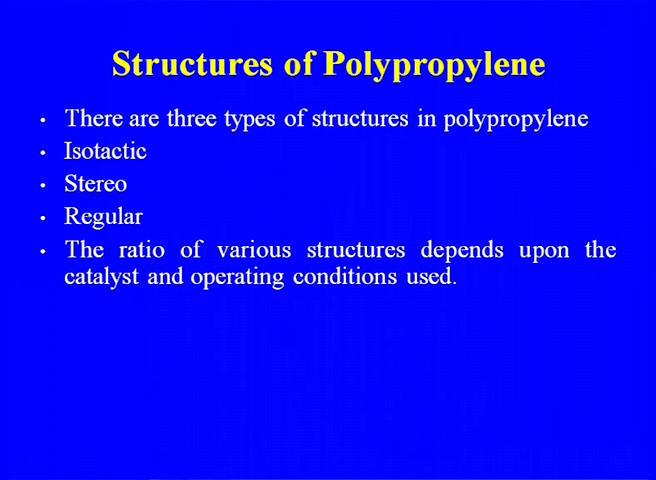 Structures of Polypropylene
• There are three types of structures in polypropylene
• Isotactic
• Stereo
• Regular
• The ratio of various structures depends upon the
catalyst and operating conditions used.